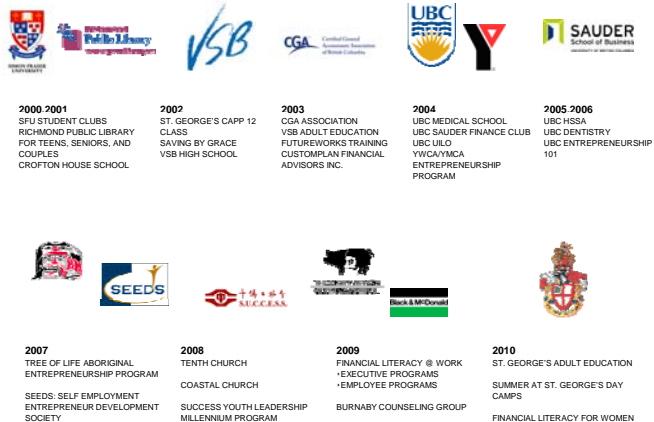 SIMON FRASER
UNIVERSITY
Richmond
Public Library
VSB
CGA
Certified General
Accountants Association
of British Columbia
UBC
Y
SAUDER
School of Business
UNIVERSITY OF BRITISH COLUMBIA
2000-2001
SFU STUDENT CLUBS
RICHMOND PUBLIC LIBRARY
FOR TEENS, SENIORS, AND
COUPLES
CROFTON HOUSE SCHOOL
2002
ST. GEORGE'S CAPP 12
CLASS
SAVING BY GRACE
VSB HIGH SCHOOL
2003
CGA ASSOCIATION
VSB ADULT EDUCATION
FUTUREWORKS TRAINING
CUSTOMPLAN FINANCIAL
ADVISORS INC.
2004
UBC MEDICAL SCHOOL
UBC SAUDER FINANCE CLUB
UBC UILO
YWCA/YMCA
ENTREPRENEURSHIP
PROGRAM
2005-2006
UBC HSSA
UBC DENTISTRY
UBC ENTREPRENEURSHIP
101
SEEDS
S.U.C.C.E.S.S.
Black & McDonald
2007
TREE OF LIFE ABORIGINAL
ENTREPRENEURSHIP PROGRAM
SEEDS: SELF EMPLOYMENT
ENTREPRENEUR DEVELOPMENT
SOCIETY
2008
TENTH CHURCH
COASTAL CHURCH
SUCCESS YOUTH LEADERSHIP
MILLENNIUM PROGRAM
2009
FINANCIAL LITERACY @ WORK
•EXECUTIVE PROGRAMS
•EMPLOYEE PROGRAMS
BURNABY COUNSELING GROUP
2010
ST. GEORGE'S ADULT EDUCATION
SUMMER AT ST. GEORGE'S DAY
CAMPS
FINANCIAL LITERACY FOR WOMEN